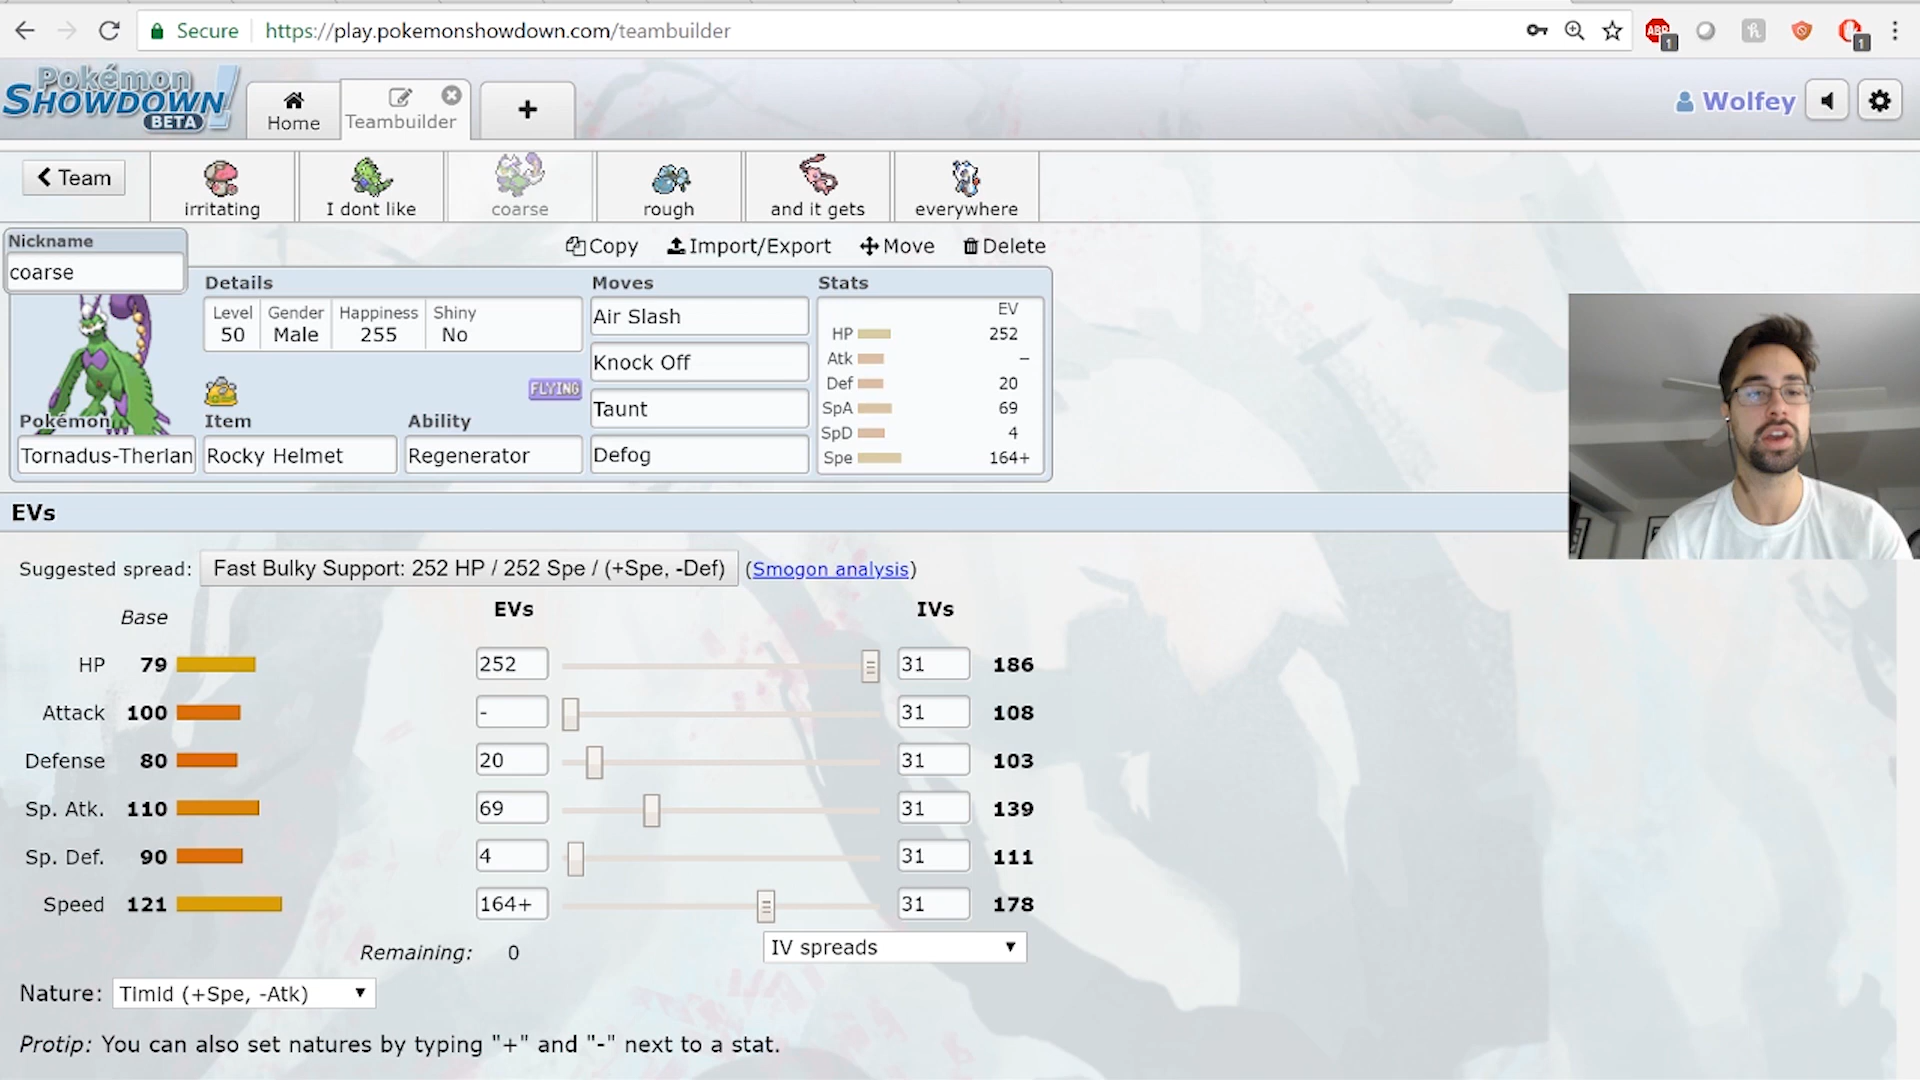 Secure https://play.pokemonshowdown.com/teambuilder
ABP 1 1
Pokémon
SHOWDOWN!
BETA
Home
Teambuilder
+
Wolfey
Team
irritating
I dont like
coarse
rough
and it gets
everywhere
Copy Import/Export Move Delete
Nickname
coarse
Pokémon
Tornadus-Therian
Details
Level Gender Happiness Shiny
50 Male 255 No
FLYING
Item Ability
Rocky Helmet Regenerator
Moves
Air Slash
Knock Off
Taunt
Defog
Stats
EV
HP 252
Atk –
Def 20
SpA 69
SpD 4
Spe 164+
EVs
Suggested spread: Fast Bulky Support: 252 HP / 252 Spe / (+Spe, -Def) (Smogon analysis)
Base EVs IVs
HP 79 252 31 186
Attack 100 - 31 108
Defense 80 20 31 103
Sp. Atk. 110 69 31 139
Sp. Def. 90 4 31 111
Speed 121 164+ 31 178
Remaining: 0 IV spreads
Nature: Timid (+Spe, -Atk)
Protip: You can also set natures by typing "+" and "-" next to a stat.